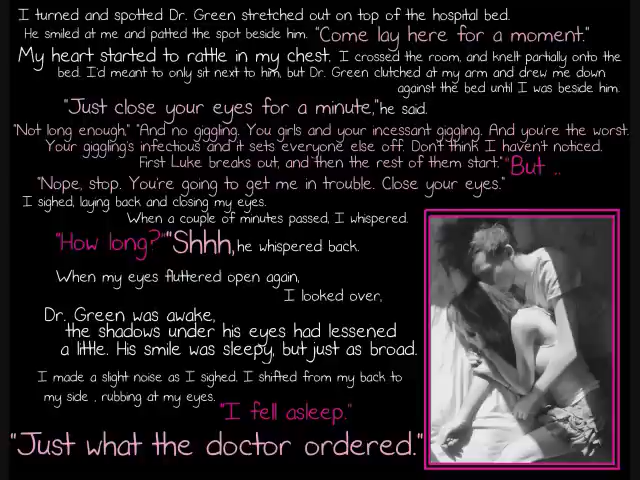 I turned and spotted Dr. Green stretched out on top of the hospital bed.
He smiled at me and patted the spot beside him. "Come lay here for a moment."
My heart started to rattle in my chest. I crossed the room, and knelt partially onto the
bed. I'd meant to only sit next to him, but Dr. Green clutched at my arm and drew me down
against the bed until I was beside him.
"Just close your eyes for a minute," he said.
"Not long enough," "And no giggling. You girls and your incessant giggling. And you're the worst.
Your giggling's infectious and it sets everyone else off. Don't think I haven't noticed.
First Luke breaks out, and then the rest of them start." "But ..
"Nope, stop. You're going to get me in trouble. Close your eyes."
I sighed, laying back and closing my eyes.
When a couple of minutes passed, I whispered.
"How long?" "Shhh, he whispered back.
When my eyes fluttered open again,
I looked over,
Dr. Green was awake,
the shadows under his eyes had lessened
a little. His smile was sleepy, but just as broad.
I made a slight noise as I sighed. I shifted from my back to
my side , rubbing at my eyes.
"I fell asleep."
"Just what the doctor ordered."